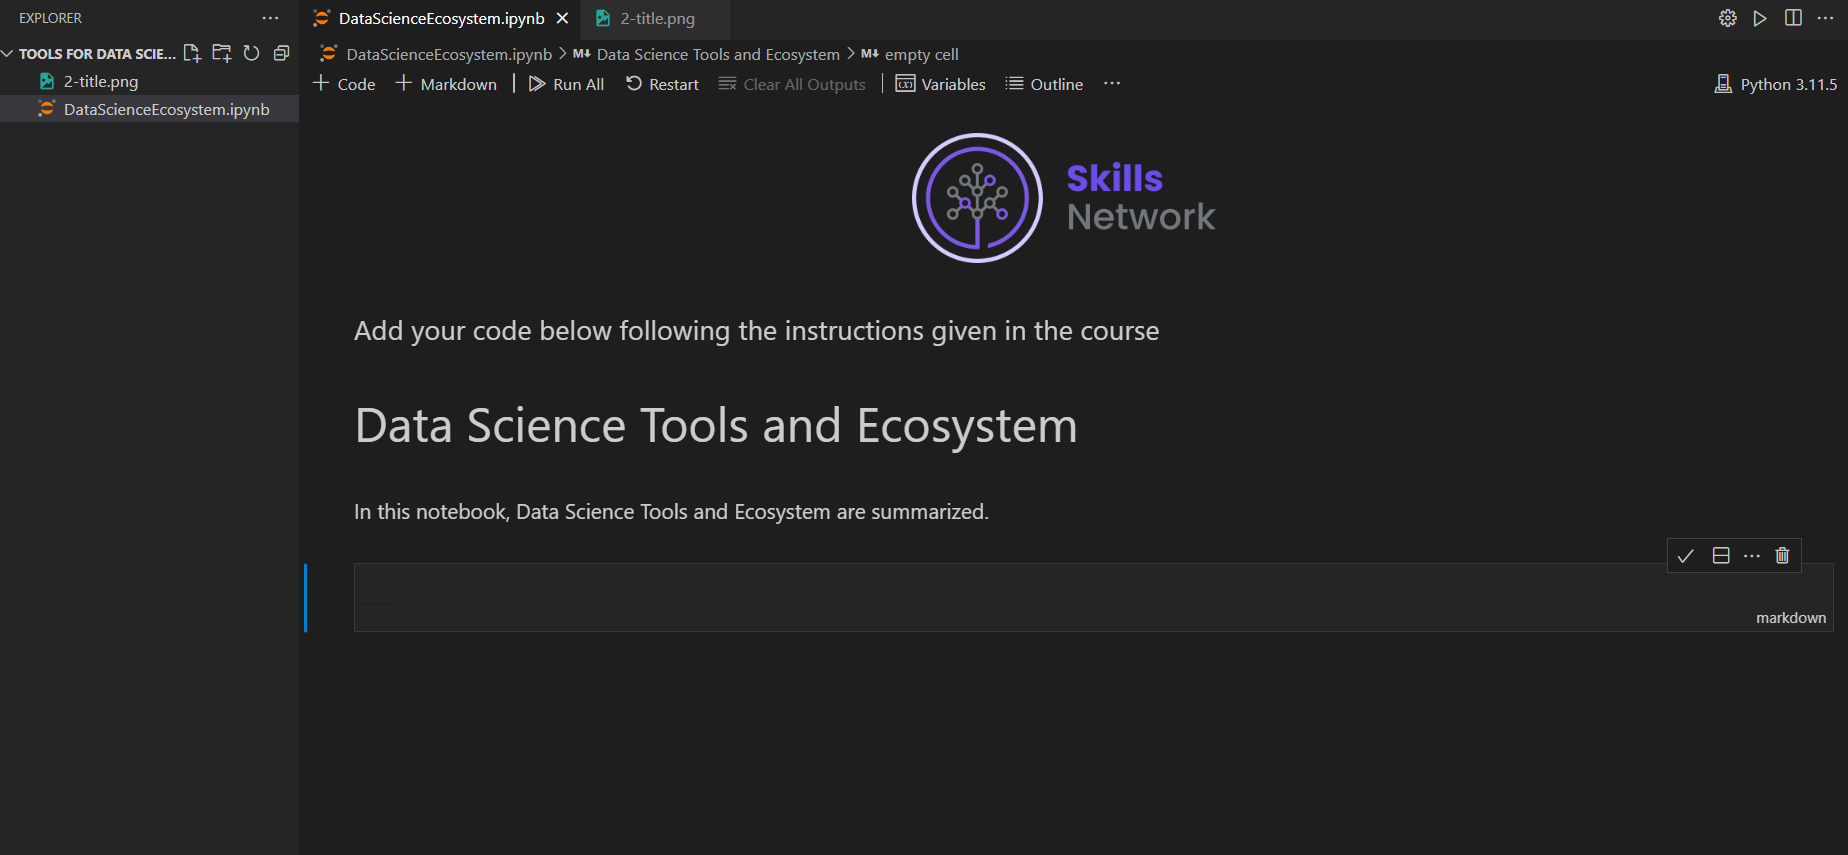 EXPLORER
TOOLS FOR DATA SCIE...
2-title.png
DataScienceEcosystem.ipynb
DataScienceEcosystem.ipynb
2-title.png
DataScienceEcosystem.ipynb > M↓ Data Science Tools and Ecosystem > M↓ empty cell
+ Code + Markdown | Run All Restart Clear All Outputs | Variables Outline ... Python 3.11.5
Skills
Network
Add your code below following the instructions given in the course
Data Science Tools and Ecosystem
In this notebook, Data Science Tools and Ecosystem are summarized.
markdown